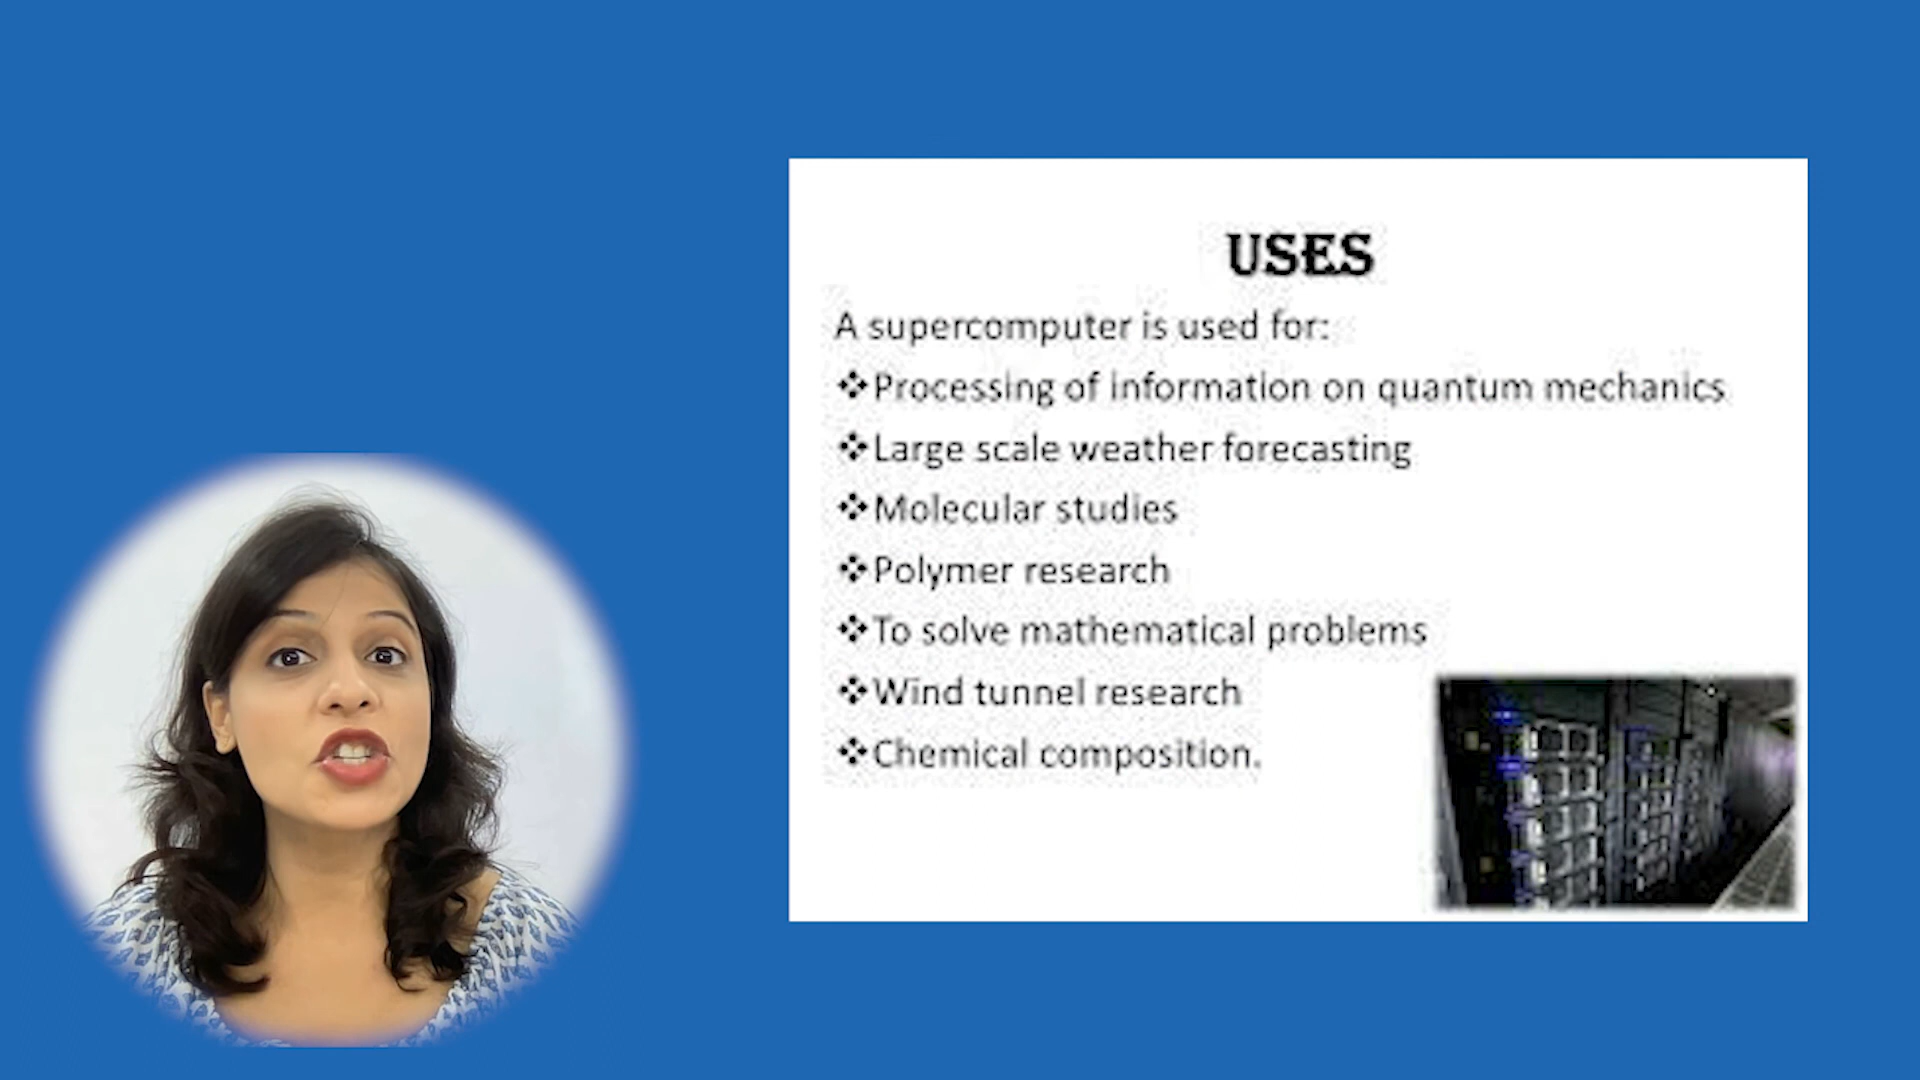 USES
A supercomputer is used for:
❖Processing of information on quantum mechanics
❖Large scale weather forecasting
❖Molecular studies
❖Polymer research
❖To solve mathematical problems
❖Wind tunnel research
❖Chemical composition.